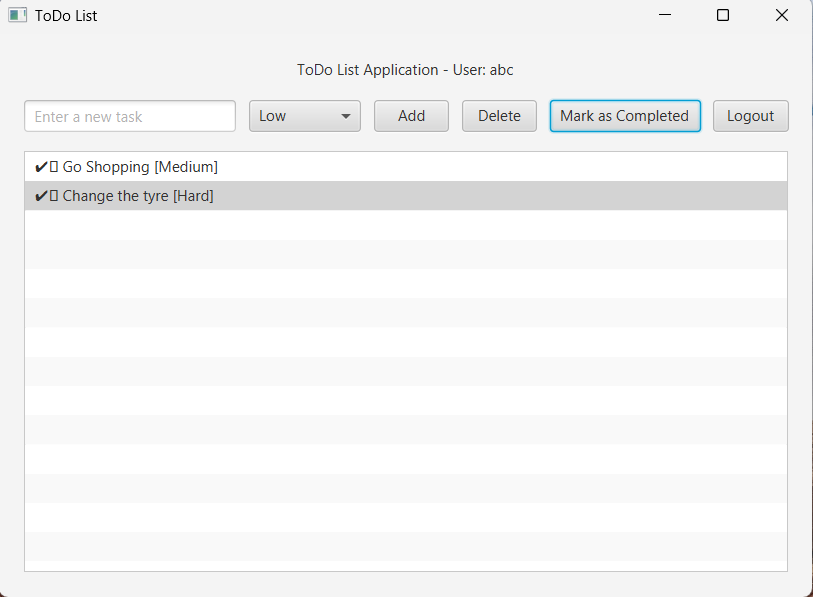 ToDo List
ToDo List Application - User: abc
Enter a new task
Low
Add
Delete
Mark as Completed
Logout
✔▯ Go Shopping [Medium]
✔▯ Change the tyre [Hard]